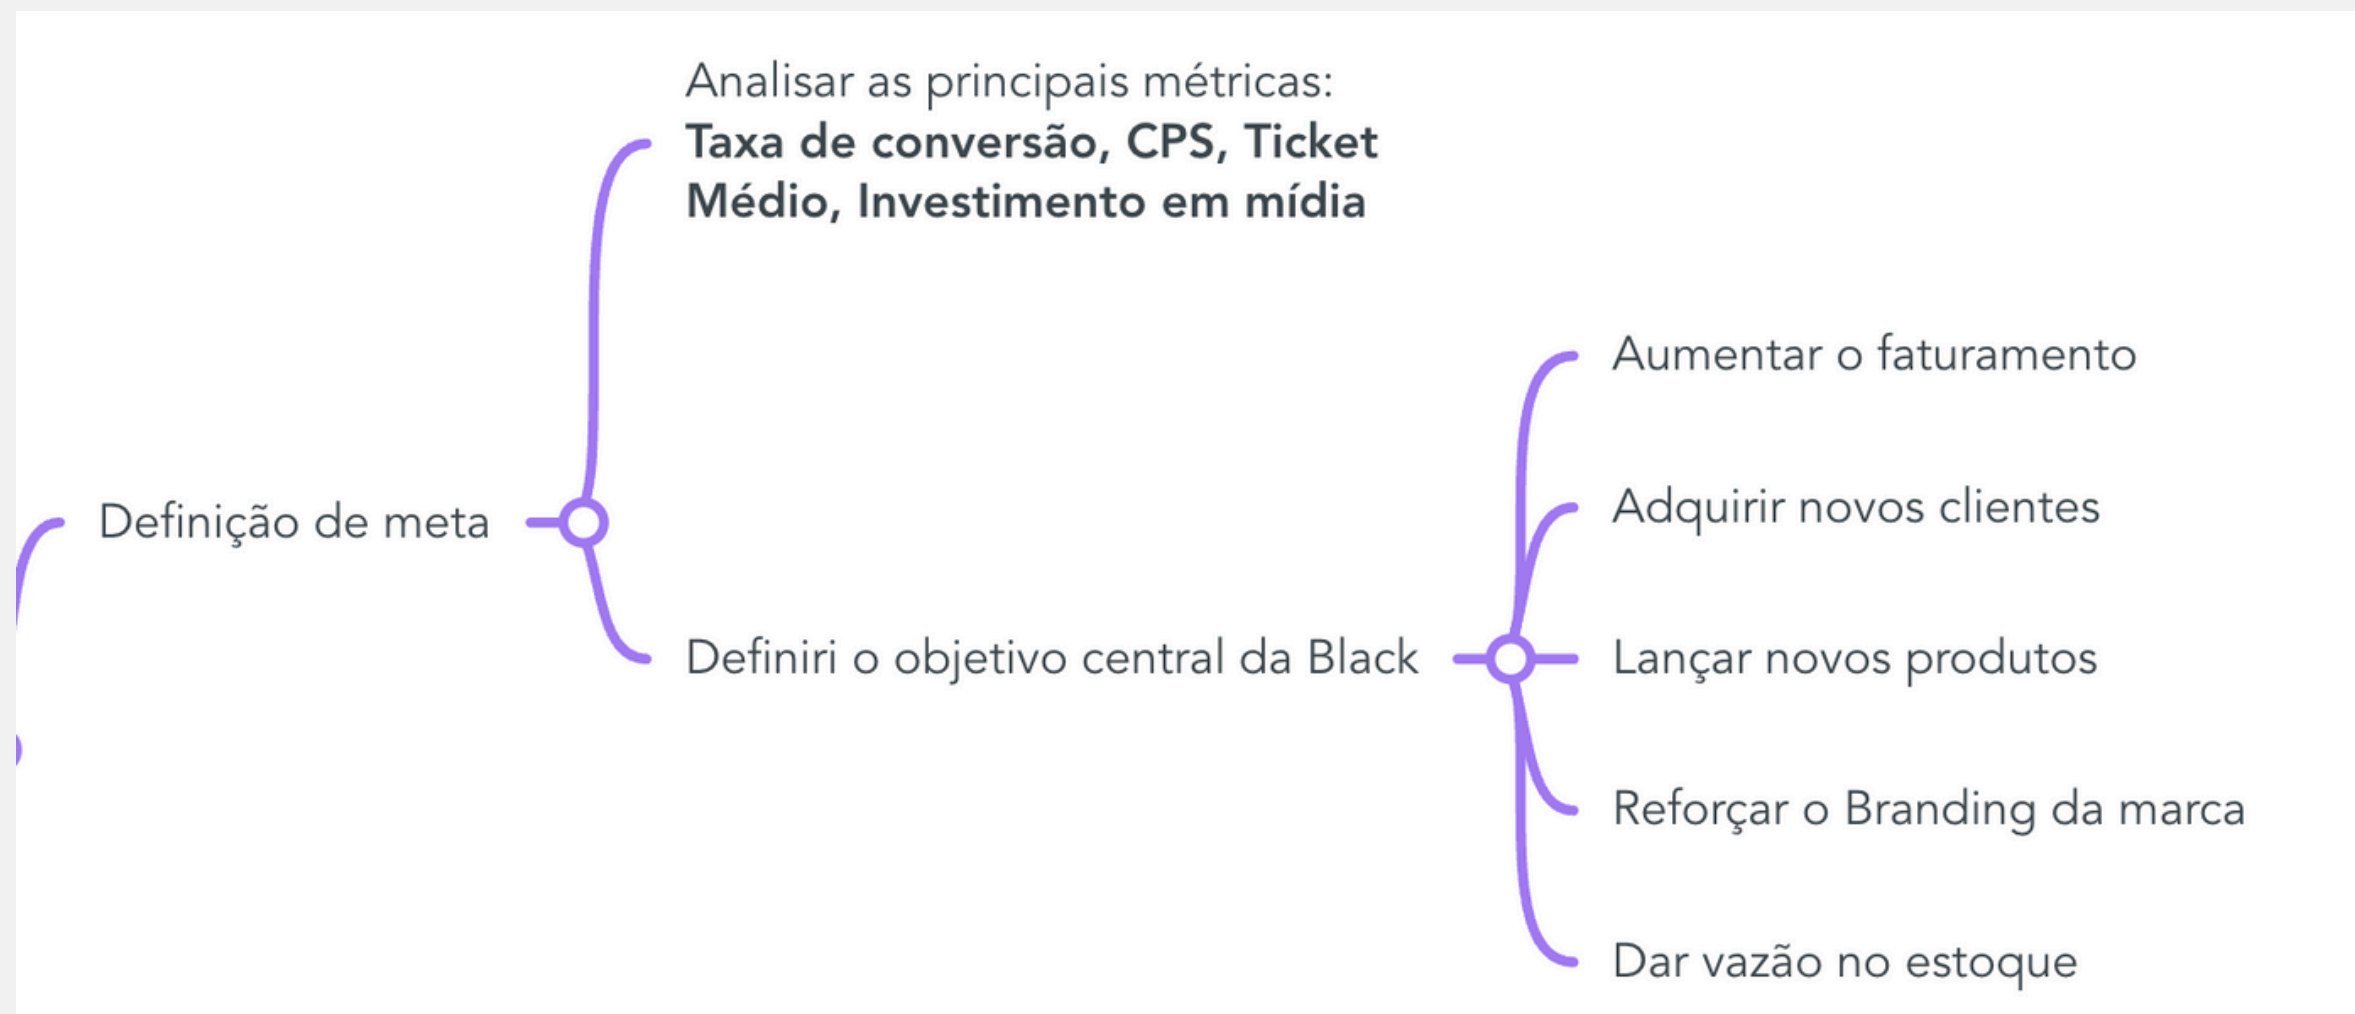 Analisar as principais métricas:
Taxa de conversão, CPS, Ticket
Médio, Investimento em mídia
Definição de meta
Definiri o objetivo central da Black
Aumentar o faturamento
Adquirir novos clientes
Lançar novos produtos
Reforçar o Branding da marca
Dar vazão no estoque